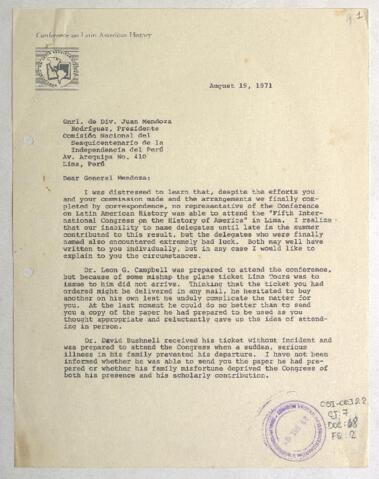 Conference on Latin American History
August 19, 1971
Gnrl. de Div. Juan Mendoza
Rodríguez, Presidente
Comisión Nacional del
Sesquicentenario de la
Independencia del Perú
Av. Arequipa No. 410
Lima, Perú
Dear General Mendoza:
I was distressed to learn that, despite the efforts you
and your commission made and the arrangements we finally
completed by correspondence, no representative of the Conference
on Latin American History was able to attend the "Fifth Inter-
national Congress on the History of America" in Lima. I realize
that our inability to name delegates until late in the summer
contributed to this result, but the delegates who were finally
named also encountered extremely bad luck. Both may well have
written to you individually, but in any case I would like to
explain to you the circumstances.
Dr. Leon G. Campbell was prepared to attend the conference,
but because of some mishap the plane ticket Lima Tours was to
issue to him did not arrive. Thinking that the ticket you had
ordered might be delivered in any mail, he hesitated to buy
another on his own lest he unduly complicate the matter for
you. At the last moment he could do no better than to send
you a copy of the paper he had prepared to be used as you
thought appropriate and reluctantly gave up the idea of attend-
ing in person.
Dr. David Bushnell received his ticket without incident and
was prepared to attend the Congress when a sudden, serious
illness in his family prevented his departure. I have not been
informed whether he was able to send you the paper he had pre-
pared or whether his family misfortune deprived the Congress of
both his presence and his scholarly contribution.
CJ: 7
DOC: 68
FS: 2